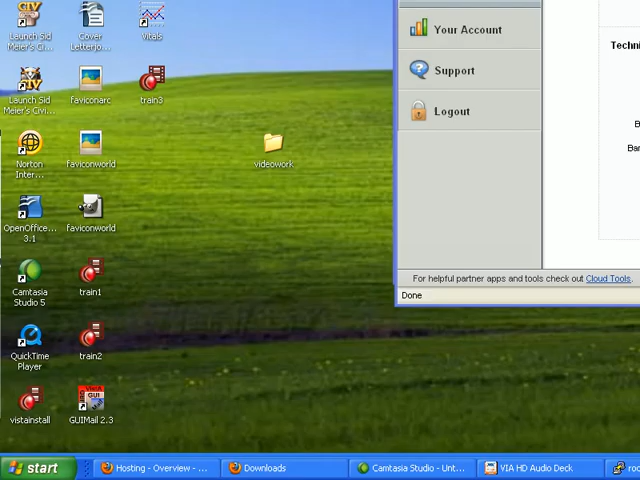 Launch Sid
Meier's Civi...
Cover
Letterjo...
Vitals
Launch Sid
Meier's Civi...
faviconarc
train3
Norton
Inter...
faviconworld
videowork
OpenOffice...
3.1
faviconworld
Camtasia
Studio 5
train1
QuickTime
Player
train2
vistainstall
GUIMail 2.3
Your Account
Support
Logout
Techni
B
Bar
For helpful partner apps and tools check out Cloud Tools.
Done
start
Hosting - Overview - ...
Downloads
Camtasia Studio - Unt...
VIA HD Audio Deck
roo